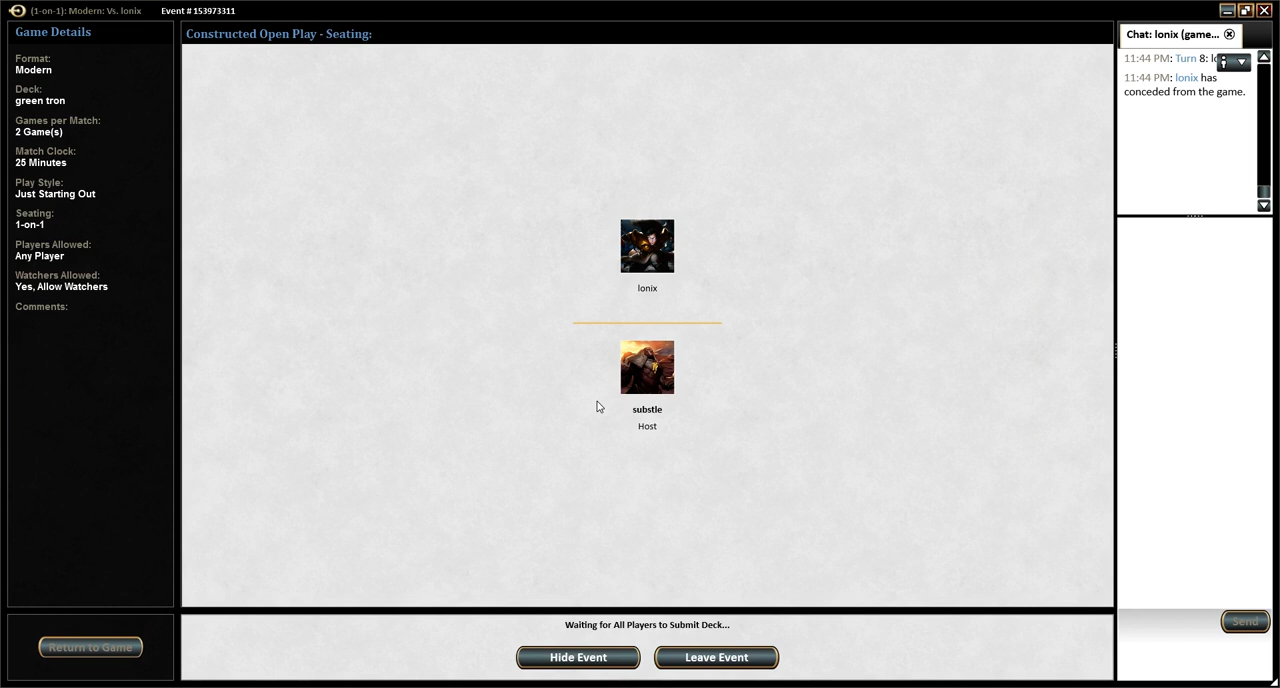 (1-on-1): Modern: Vs. lonix Event # 153973311
Game Details
Format:
Modern
Deck:
green tron
Games per Match:
2 Game(s)
Match Clock:
25 Minutes
Play Style:
Just Starting Out
Seating:
1-on-1
Players Allowed:
Any Player
Watchers Allowed:
Yes, Allow Watchers
Comments:
Return to Game
Constructed Open Play - Seating:
lonix
substle
Host
Waiting for All Players to Submit Deck...
Hide Event Leave Event
Chat: lonix (game...
11:44 PM: Turn 8:
11:44 PM: lonix has
conceded from the game.
Send